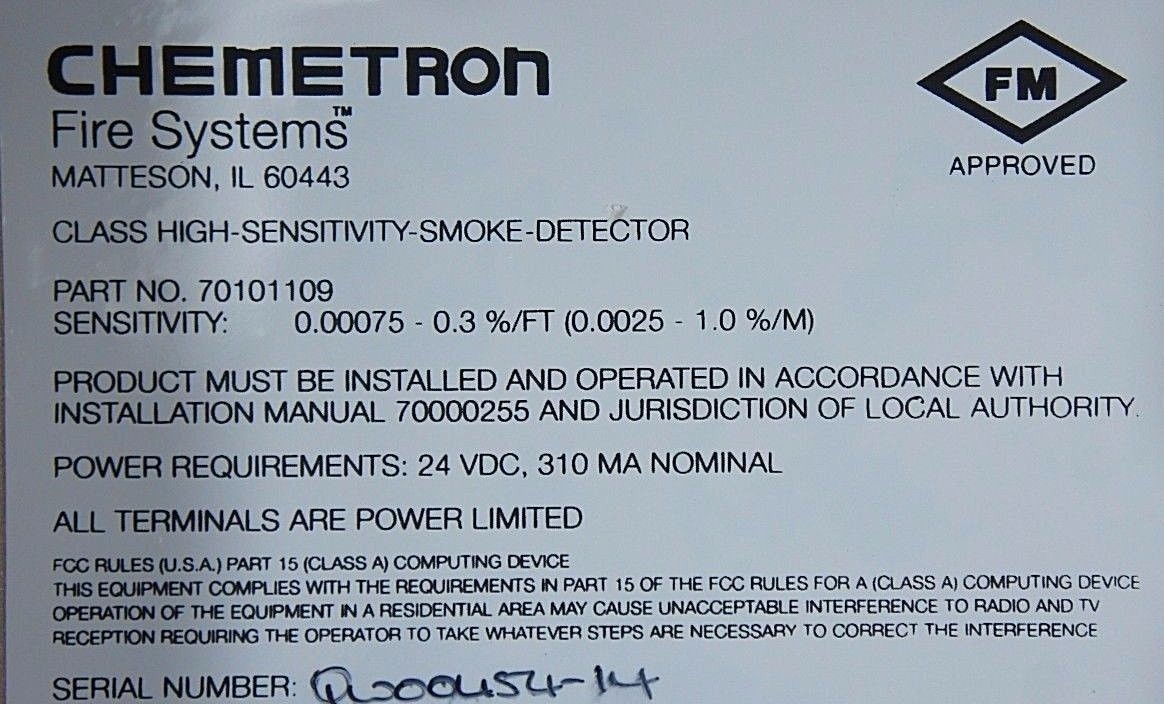 CHEMETRON
Fire Systems™
MATTESON, IL 60443
FM
APPROVED
CLASS HIGH-SENSITIVITY-SMOKE-DETECTOR
PART NO. 70101109
SENSITIVITY: 0.00075 - 0.3 %/FT (0.0025 - 1.0 %/M)
PRODUCT MUST BE INSTALLED AND OPERATED IN ACCORDANCE WITH
INSTALLATION MANUAL 70000255 AND JURISDICTION OF LOCAL AUTHORITY.
POWER REQUIREMENTS: 24 VDC, 310 MA NOMINAL
ALL TERMINALS ARE POWER LIMITED
FCC RULES (U.S.A.) PART 15 (CLASS A) COMPUTING DEVICE
THIS EQUIPMENT COMPLIES WITH THE REQUIREMENTS IN PART 15 OF THE FCC RULES FOR A (CLASS A) COMPUTING DEVICE
OPERATION OF THE EQUIPMENT IN A RESIDENTIAL AREA MAY CAUSE UNACCEPTABLE INTERFERENCE TO RADIO AND TV
RECEPTION REQUIRING THE OPERATOR TO TAKE WHATEVER STEPS ARE NECESSARY TO CORRECT THE INTERFERENCE
SERIAL NUMBER: